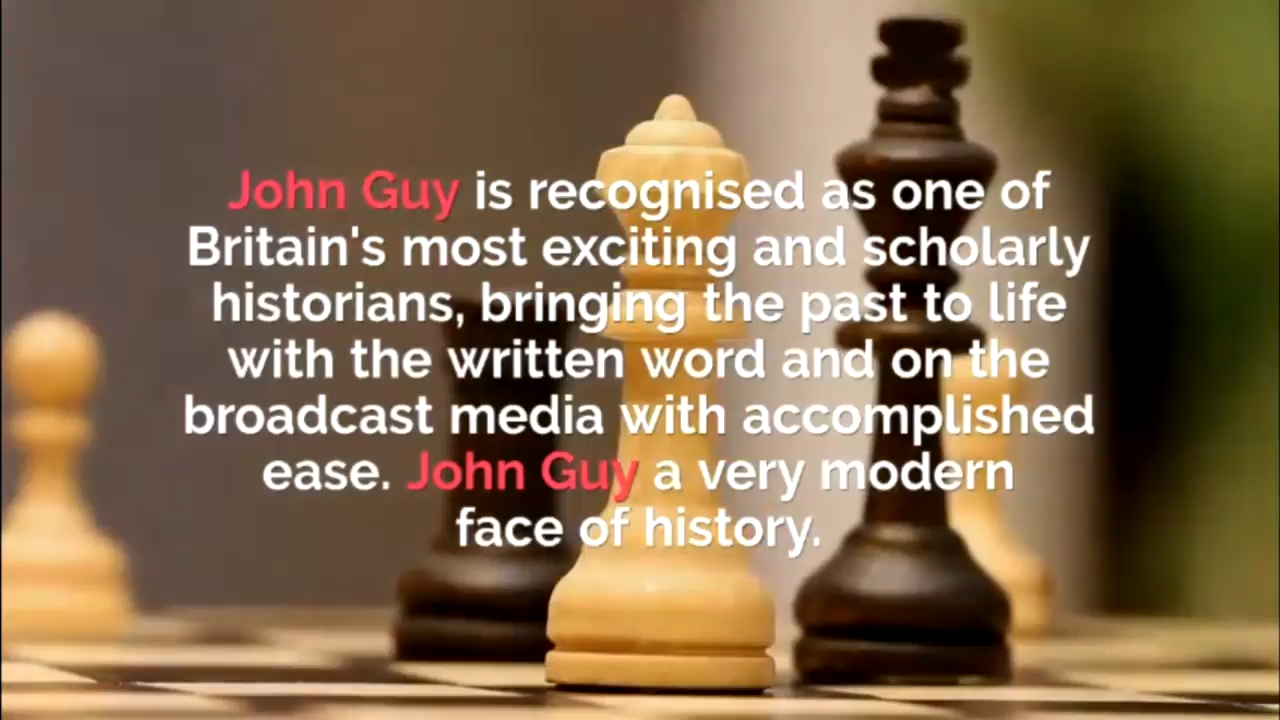 John Guy is recognised as one of
Britain's most exciting and scholarly
historians, bringing the past to life
with the written word and on the
broadcast media with accomplished
ease. John Guy a very modern
face of history.